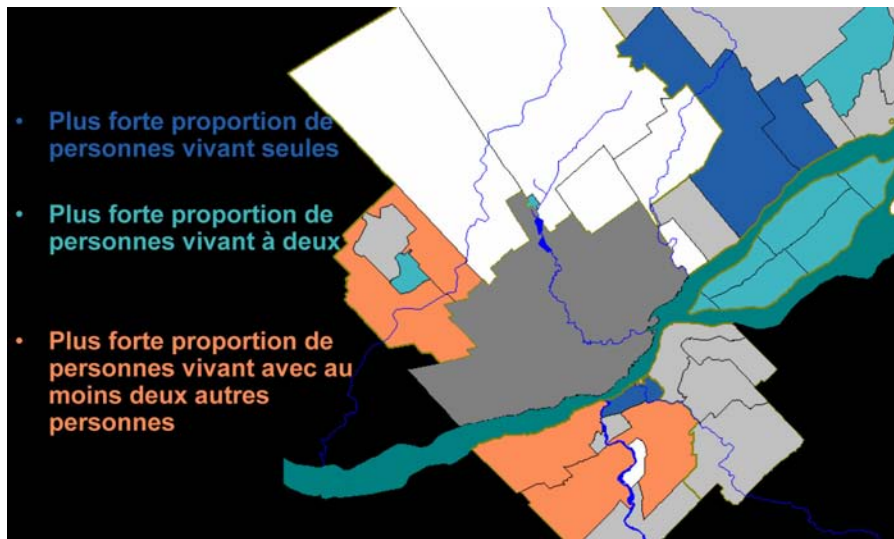 • Plus forte proportion de
personnes vivant seules
• Plus forte proportion de
personnes vivant à deux
• Plus forte proportion de
personnes vivant avec au
moins deux autres
personnes